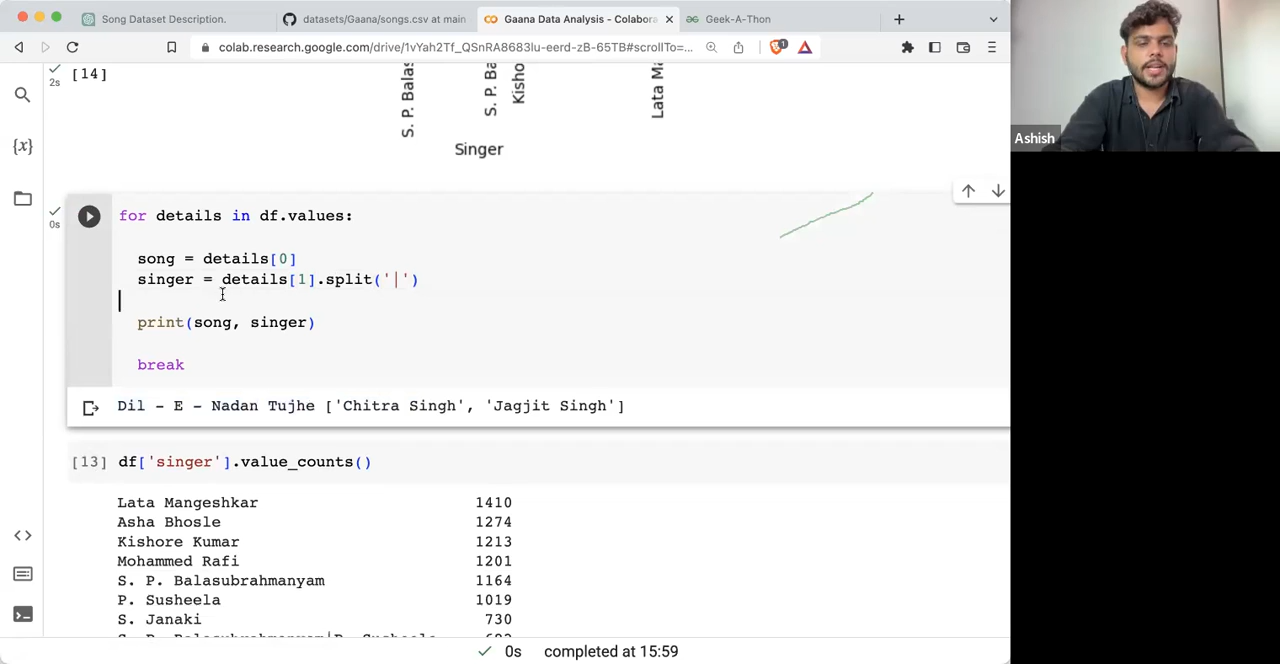 Song Dataset Description.
datasets/Gaana/songs.csv at main
Gaana Data Analysis - Colabora
Geek-A-Thon
colab.research.google.com/drive/1vYah2Tf_QSnRA8683lu-eerd-zB-65TB#scrollTo=...
1
2s
[14]
S. P. Balas
S. P. Ba
Kisho
Lata Ma
Singer
Ashish
{x}
0s
for details in df.values:
song = details[0]
singer = details[1].split('|')
print(song, singer)
break
Dil - E - Nadan Tujhe ['Chitra Singh', 'Jagjit Singh']
[13] df['singer'].value_counts()
Lata Mangeshkar 1410
Asha Bhosle 1274
Kishore Kumar 1213
Mohammed Rafi 1201
S. P. Balasubrahmanyam 1164
P. Susheela 1019
S. Janaki 730
0s completed at 15:59